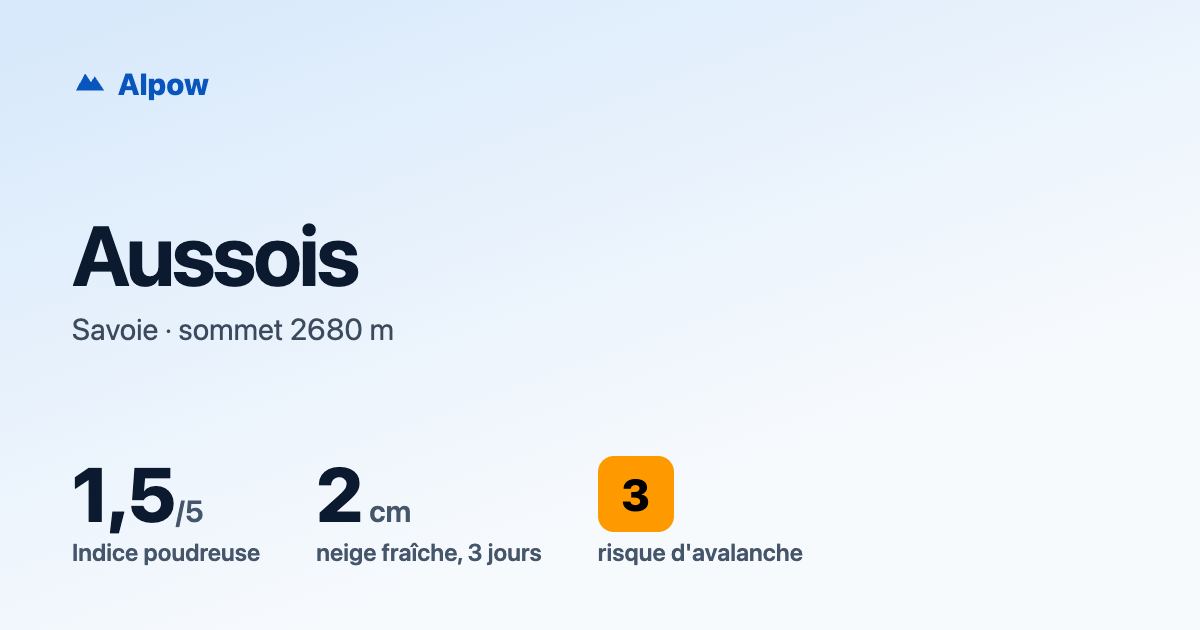 Alpow
Aussois
Savoie · sommet 2680 m
1,5/5
Indice poudreuse
2 cm
neige fraîche, 3 jours
3
risque d'avalanche